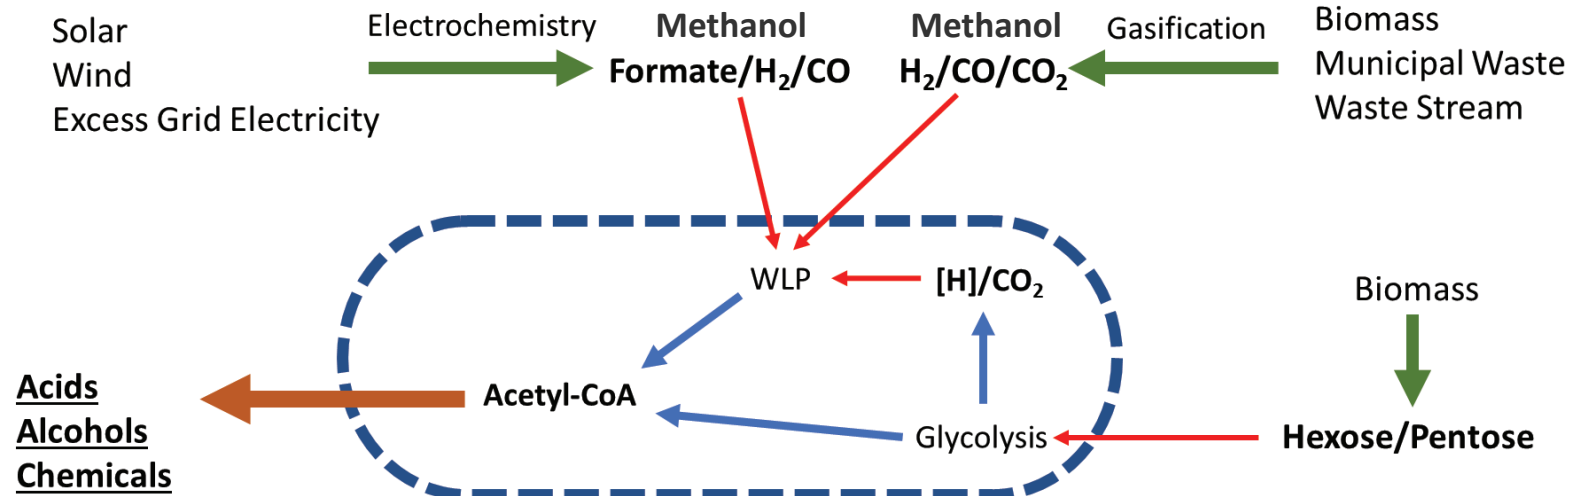 Solar
Wind
Excess Grid Electricity
Electrochemistry
Methanol
Formate/H₂/CO
Methanol
H₂/CO/CO₂
Gasification
Biomass
Municipal Waste
Waste Stream
WLP
[H]/CO₂
Biomass
Acetyl-CoA
Glycolysis
Hexose/Pentose
Acids
Alcohols
Chemicals